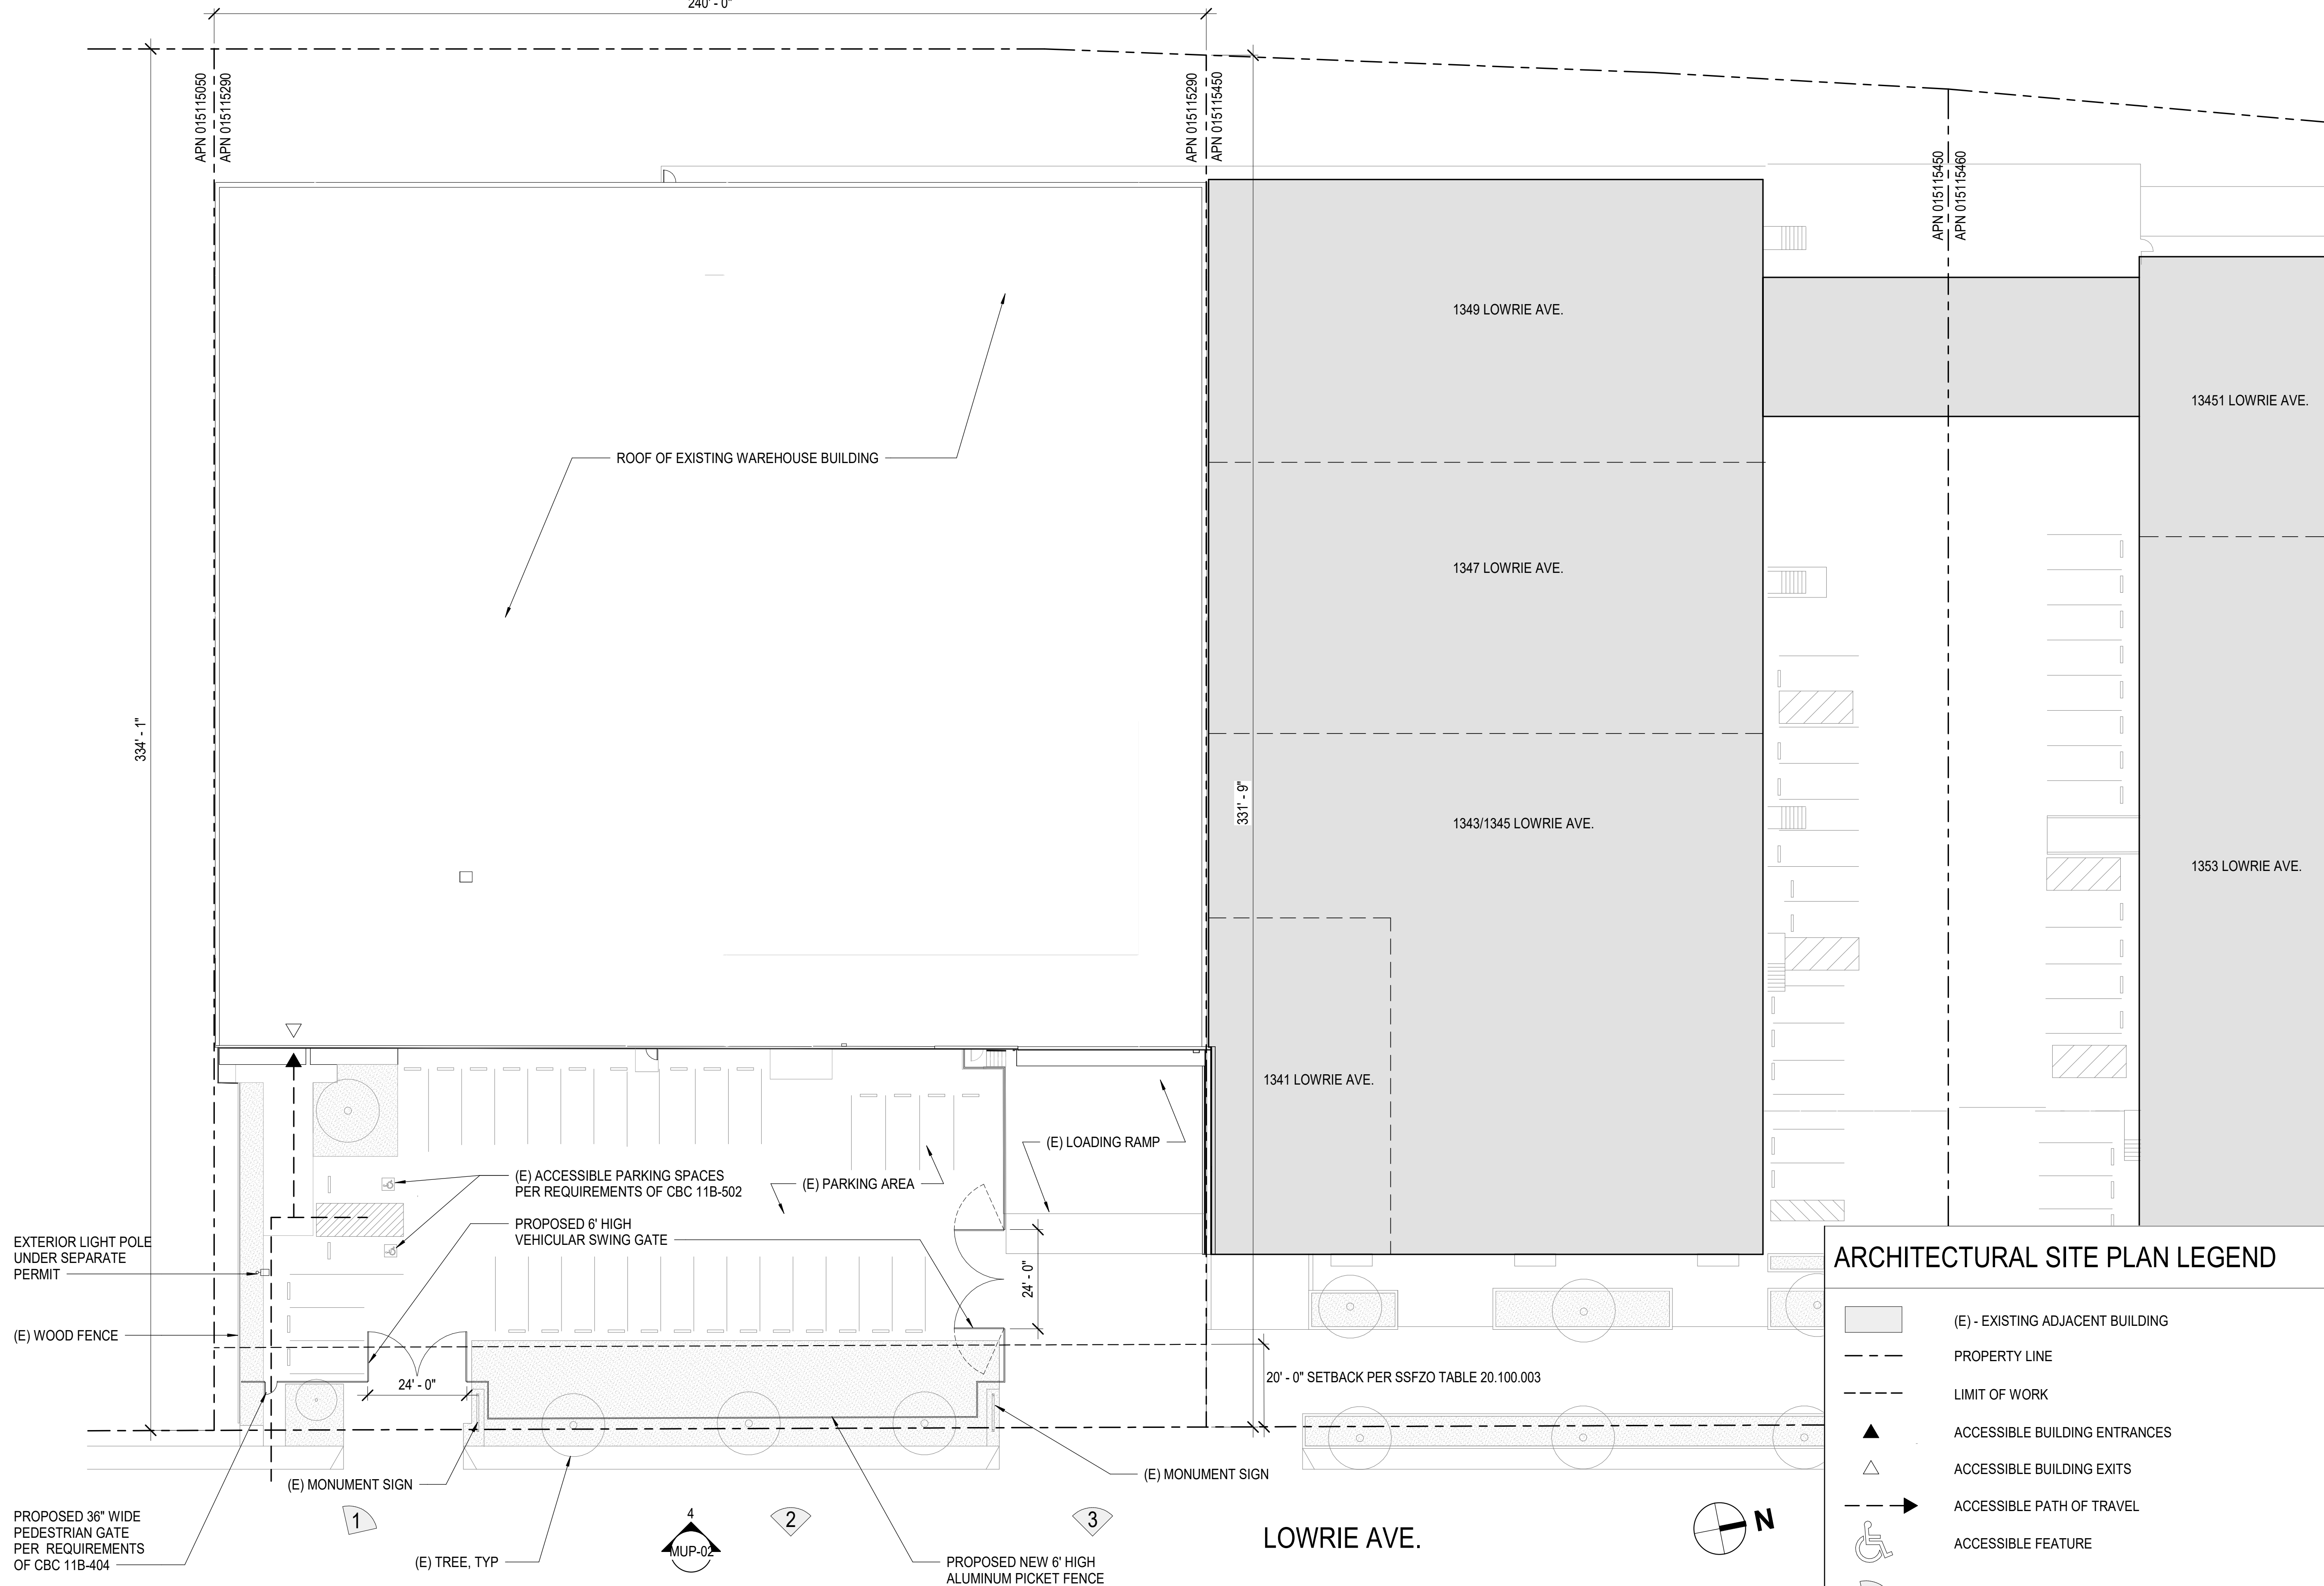 240' - 0"
APN 015115050
APN 015115290
APN 015115290
APN 015115450
APN 015115450
APN 015115460
1349 LOWRIE AVE.
13451 LOWRIE AVE.
ROOF OF EXISTING WAREHOUSE BUILDING
1347 LOWRIE AVE.
334' - 1"
331' - 9"
1343/1345 LOWRIE AVE.
1353 LOWRIE AVE.
1341 LOWRIE AVE.
(E) LOADING RAMP
(E) ACCESSIBLE PARKING SPACES
PER REQUIREMENTS OF CBC 11B-502
(E) PARKING AREA
PROPOSED 6' HIGH
VEHICULAR SWING GATE
EXTERIOR LIGHT POLE
UNDER SEPARATE
PERMIT
24' - 0"
(E) WOOD FENCE
24' - 0"
20' - 0" SETBACK PER SSFZO TABLE 20.100.003
(E) MONUMENT SIGN
(E) MONUMENT SIGN
PROPOSED 36" WIDE
PEDESTRIAN GATE
PER REQUIREMENTS
OF CBC 11B-404
1
4
MUP-02
2
3
(E) TREE, TYP
PROPOSED NEW 6' HIGH
ALUMINUM PICKET FENCE
LOWRIE AVE.
N
ARCHITECTURAL SITE PLAN LEGEND
(E) - EXISTING ADJACENT BUILDING
PROPERTY LINE
LIMIT OF WORK
ACCESSIBLE BUILDING ENTRANCES
ACCESSIBLE BUILDING EXITS
ACCESSIBLE PATH OF TRAVEL
ACCESSIBLE FEATURE